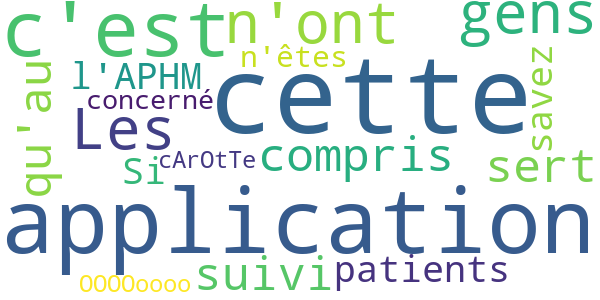 c'est n'ont gens
n'êtes
l'APHM cette savez
qu'au concerné
Les
Si cArOtTe compris sert
application
OOOOoooo suivi patients